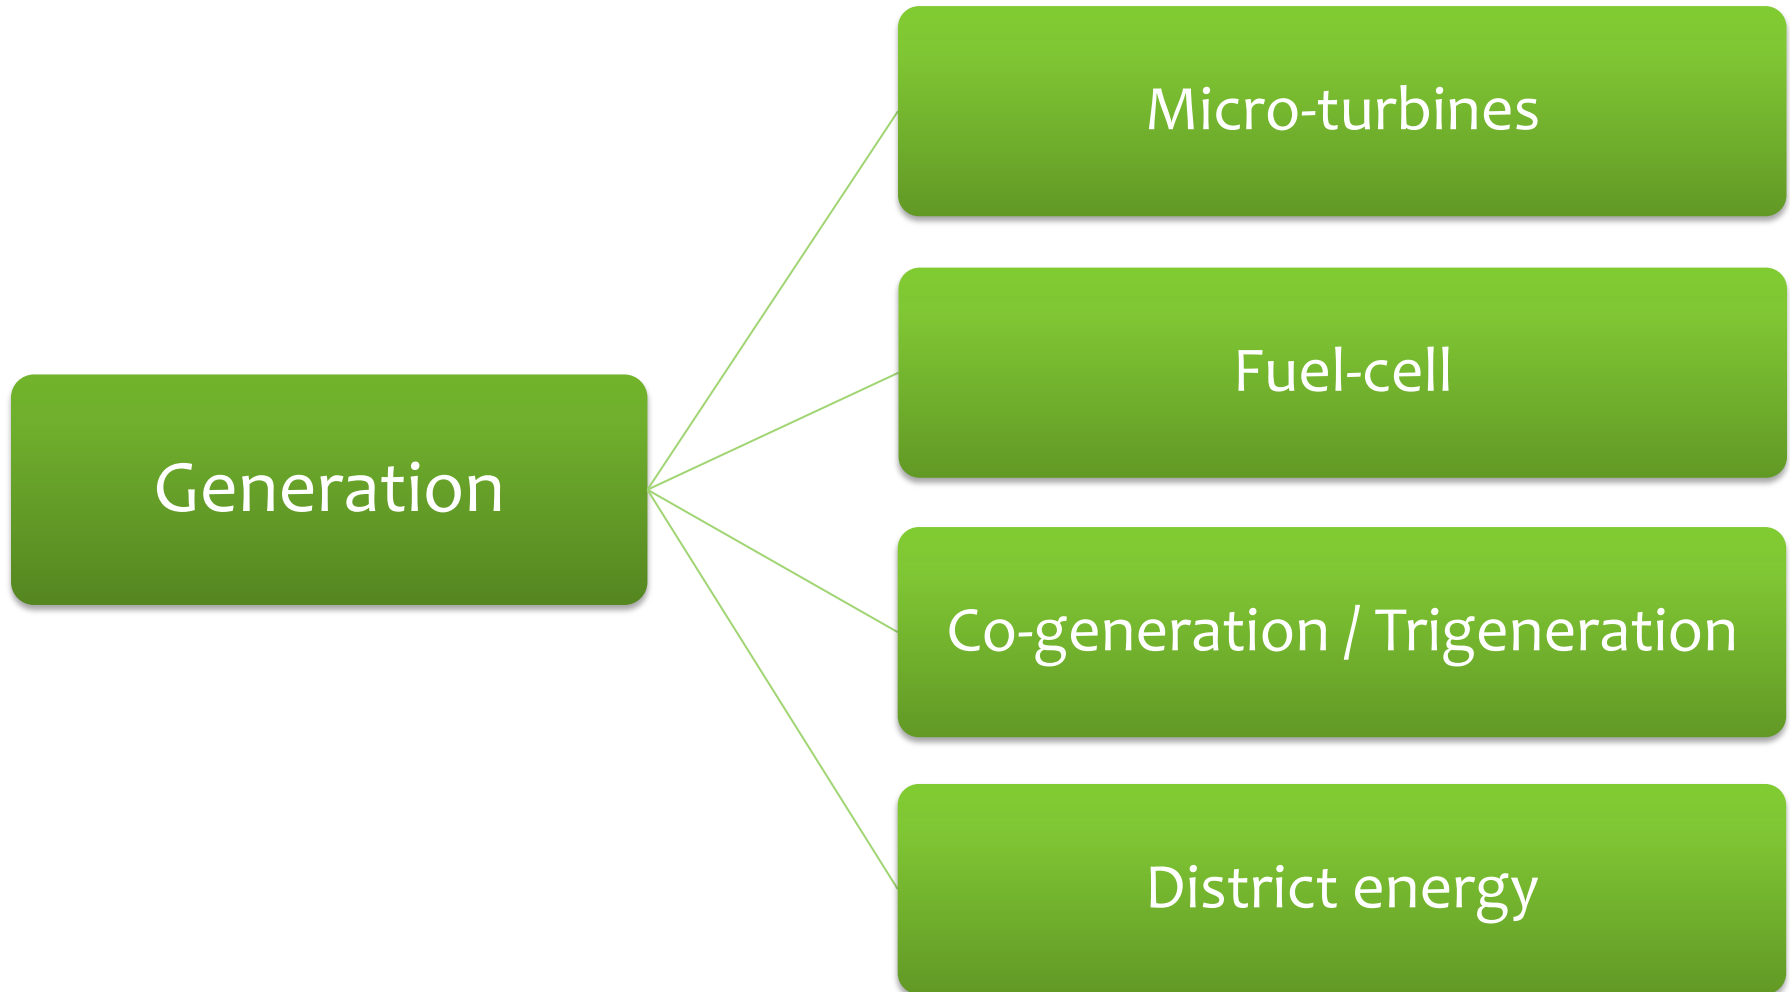 Generation
Micro-turbines
Fuel-cell
Co-generation / Trigeneration
District energy